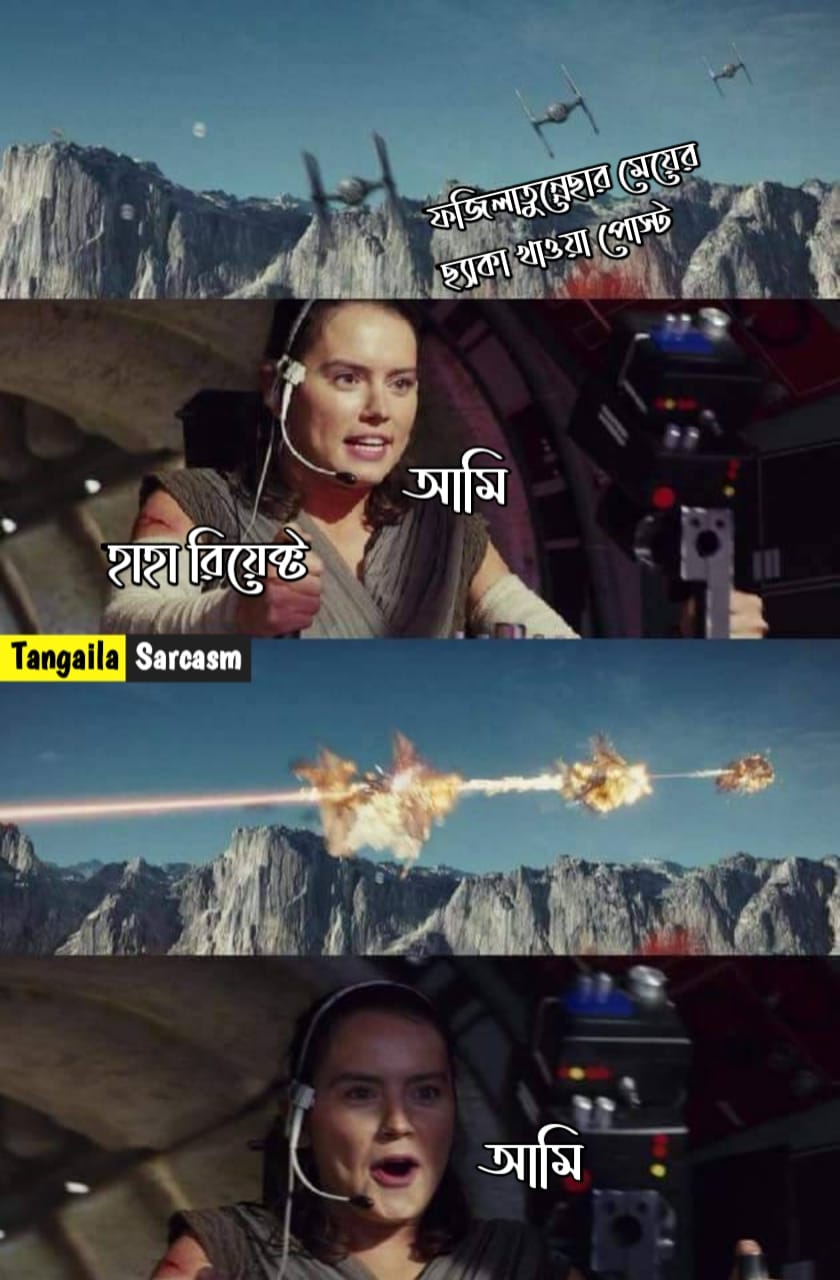 ফজিলাতুন্নেছার মেয়ের
ছ্যাকা খাওয়া পোস্ট
আমি
হাহা রিয়েক্ট
Tangaila Sarcasm
আমি